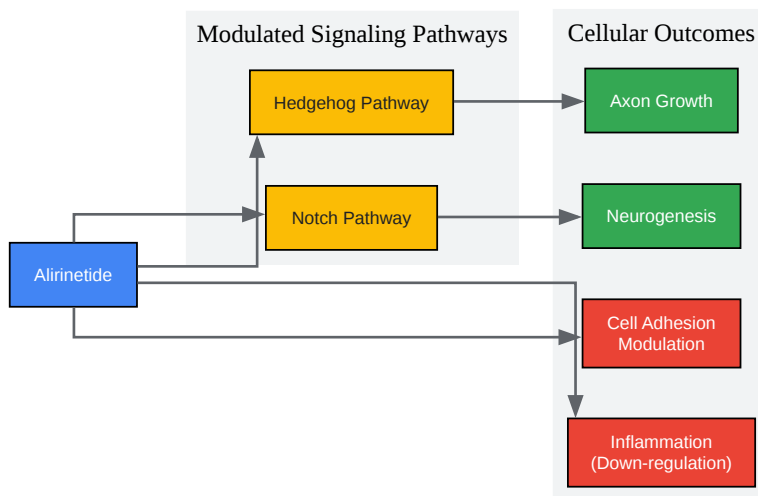 Modulated Signaling Pathways
Cellular Outcomes
Hedgehog Pathway
Axon Growth
Notch Pathway
Neurogenesis
Alirinetide
Cell Adhesion
Modulation
Inflammation
(Down-regulation)